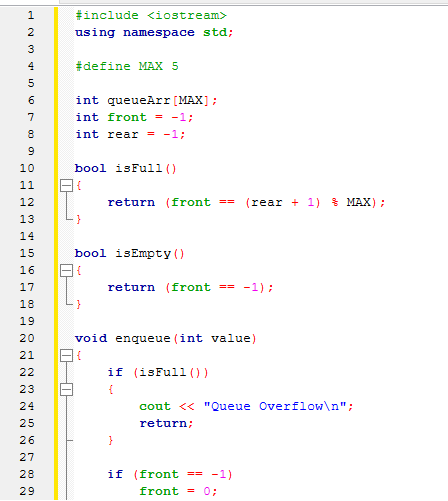 1 #include <iostream>
2 using namespace std;
3
4 #define MAX 5
5
6 int queueArr[MAX];
7 int front = -1;
8 int rear = -1;
9
10 bool isFull()
11 {
12 return (front == (rear + 1) % MAX);
13 }
14
15 bool isEmpty()
16 {
17 return (front == -1);
18 }
19
20 void enqueue(int value)
21 {
22 if (isFull())
23 {
24 cout << "Queue Overflow\n";
25 return;
26 }
27
28 if (front == -1)
29 front = 0;